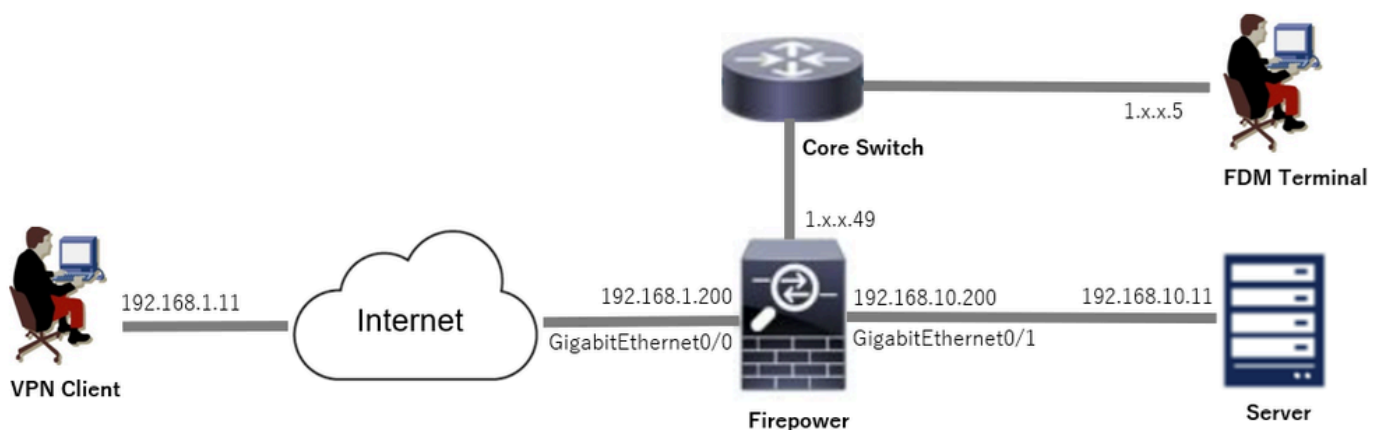 1.x.x.5
Core Switch
FDM Terminal
1.x.x.49
192.168.1.11
Internet
192.168.1.200
192.168.10.200
192.168.10.11
GigabitEthernet0/0
GigabitEthernet0/1
VPN Client
Firepower
Server